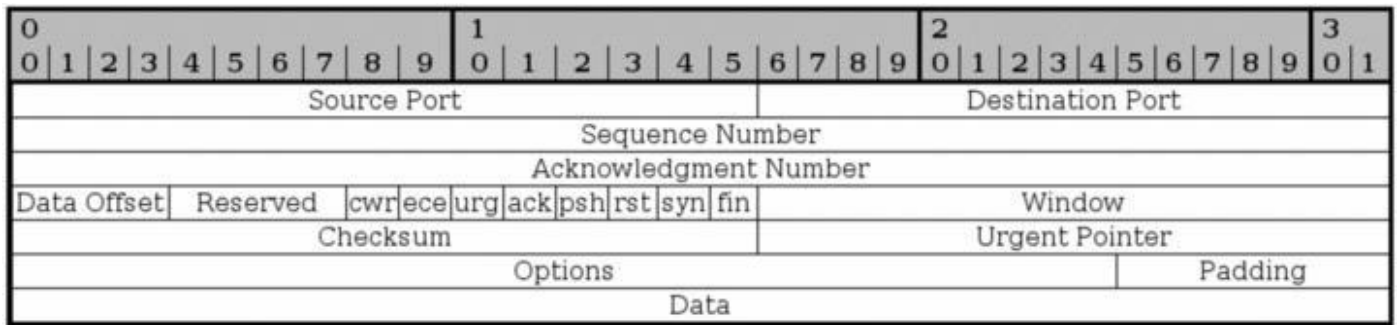 0 1 2 3
0 1 2 3 4 5 6 7 8 9 0 1 2 3 4 5 6 7 8 9 0 1 2 3 4 5 6 7 8 9 0 1
Source Port Destination Port
Sequence Number
Acknowledgment Number
Data Offset Reserved cwr ece urg ack psh rst syn fin Window
Checksum Urgent Pointer
Options Padding
Data